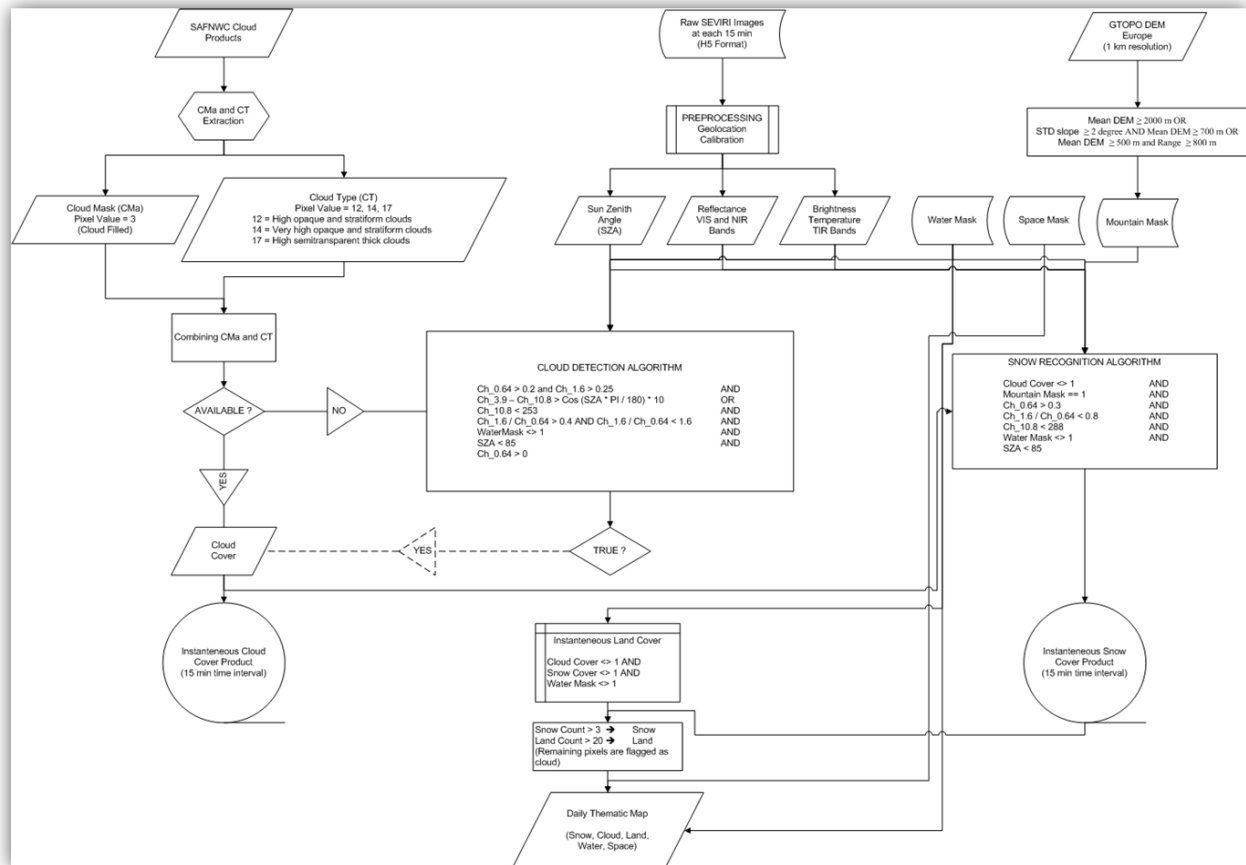 SAFNWC Cloud
Products
Raw SEVIRI Images
at each 15 min
(H5 Format)
GTOPO DEM
Europe
(1 km resolution)
CMa and CT
Extraction
PREPROCESSING
Geolocation
Calibration
Mean DEM ≥ 2000 m OR
STD slope ≥ 2 degree AND Mean DEM ≥ 700 m OR
Mean DEM ≥ 500 m and Range ≥ 800 m
Cloud Mask (CMa)
Pixel Value = 3
(Cloud Filled)
Cloud Type (CT)
Pixel Value = 12, 14, 17
12 = High opaque and stratiform clouds
14 = Very high opaque and stratiform clouds
17 = High semitransparent thick clouds
Sun Zenith
Angle
(SZA)
Reflectance
VIS and NIR
Bands
Brightness
Temperature
TIR Bands
Water Mask
Space Mask
Mountain Mask
Combining CMa and CT
AVAILABLE ?
NO
YES
CLOUD DETECTION ALGORITHM
Ch_0.64 > 0.2 and Ch_1.6 > 0.25 AND
Ch_3.9 – Ch_10.8 > Cos (SZA * PI / 180) * 10 OR
Ch_10.8 < 253 AND
Ch_1.6 / Ch_0.64 > 0.4 AND Ch_1.6 / Ch_0.64 < 1.6 AND
WaterMask <> 1 AND
SZA < 85 AND
Ch_0.64 > 0
SNOW RECOGNITION ALGORITHM
Cloud Cover <> 1 AND
Mountain Mask == 1 AND
Ch_0.64 > 0.3 AND
Ch_1.6 / Ch_0.64 < 0.8 AND
Ch_10.8 < 288 AND
Water Mask <> 1 AND
SZA < 85
Cloud
Cover
YES
TRUE ?
Instanteneous Cloud
Cover Product
(15 min time interval)
Instanteneous Land Cover
Cloud Cover <> 1 AND
Snow Cover <> 1 AND
Water Mask <> 1
Instanteneous Snow
Cover Product
(15 min time interval)
Snow Count > 3 → Snow
Land Count > 20 → Land
(Remaining pixels are flagged as
cloud)
Daily Thematic Map
(Snow, Cloud, Land,
Water, Space)